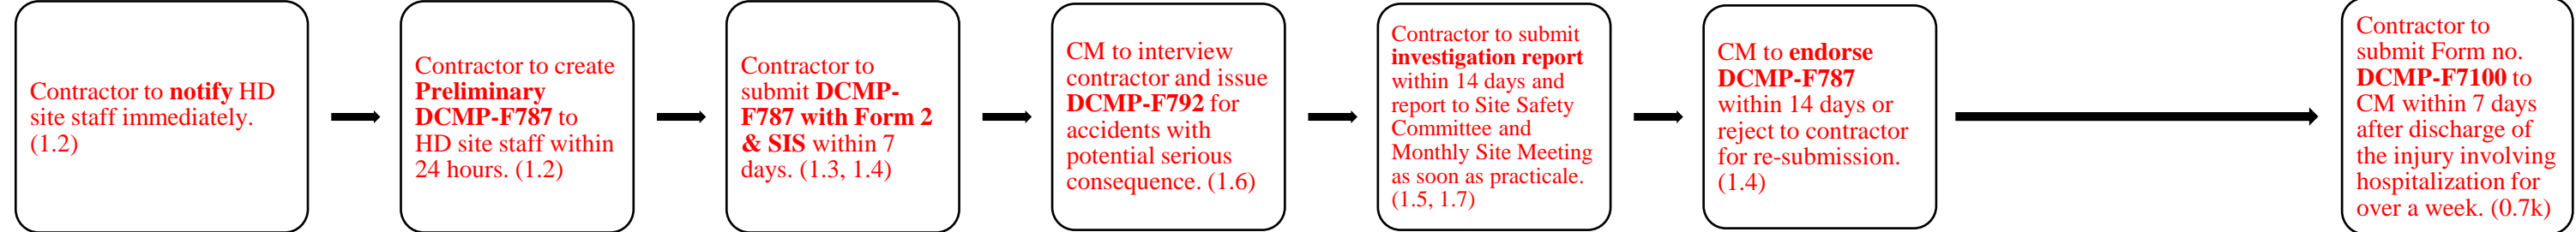 Contractor to notify HD
site staff immediately.
(1.2)
Contractor to create
Preliminary
DCMP-F787 to
HD site staff within
24 hours. (1.2)
Contractor to
submit DCMP-
F787 with Form 2
& SIS within 7
days. (1.3, 1.4)
CM to interview
contractor and issue
DCMP-F792 for
accidents with
potential serious
consequence. (1.6)
Contractor to submit
investigation report
within 14 days and
report to Site Safety
Committee and
Monthly Site Meeting
as soon as practicale.
(1.5, 1.7)
CM to endorse
DCMP-F787
within 14 days or
reject to contractor
for re-submission.
(1.4)
Contractor to
submit Form no.
DCMP-F7100 to
CM within 7 days
after discharge of
the injury involving
hospitalization for
over a week. (0.7k)